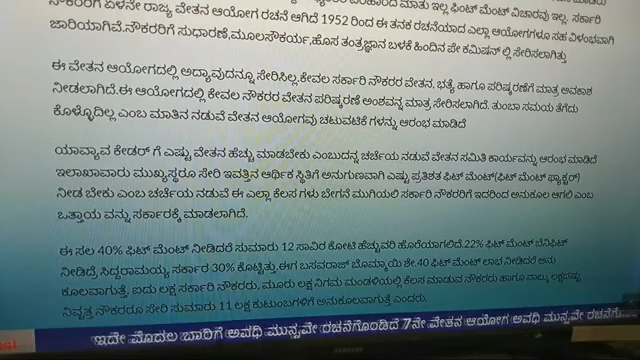 ನೌಕರರಿಗೆ ಏಳನೇ ರಾಜ್ಯ ವೇತನ ಆಯೋಗ ರಚನೆ ಆಗಿದೆ 1952 ರಿಂದ ಈ ತನಕ ರಚನೆಯಾದ ಎಲ್ಲಾ ಆಯೋಗಗಳೂ ಸಹ ವಿಳಂಭವಾಗಿ
ಜಾರಿಯಾಗಿವೆ.ನೌಕರರಿಗೆ ಸುಧಾರಣೆ,ಮೂಲಸೌಕರ್ಯ,ಹೊಸ ತಂತ್ರಜ್ಞಾನ ಬಳಕೆ ಹಿಂದಿನ ಪೇ ಕಮಿಷನ್ ಲ್ಲಿ ಸೇರಿಸಲಾಗಿತ್ತು
ಈ ವೇತನ ಆಯೋಗದಲ್ಲಿ ಅದ್ಯಾವುದನ್ನೂ ಸೇರಿಸಿಲ್ಲ.ಕೇವಲ ಸರ್ಕಾರಿ ನೌಕರರ ವೇತನ, ಭತ್ಯೆ ಹಾಗೂ ಪರಿಷ್ಕರಣೆಗೆ ಮಾತ್ರ ಅವಕಾಶ
ನೀಡಲಾಗಿದೆ.ಈ ಆಯೋಗದಲ್ಲಿ ಕೇವಲ ನೌಕರರ ವೇತನ ಪರಿಷ್ಕರಣೆ ಅಂಶವನ್ನ ಮಾತ್ರ ಸೇರಿಸಲಾಗಿದೆ. ತುಂಬಾ ಸಮಯ ತೆಗೆದು
ಕೊಳ್ಳೊದಿಲ್ಲ ಎಂಬ ಮಾತಿನ ನಡುವೆ ವೇತನ ಆಯೋಗವು ಚಟುವಟಿಕೆ ಗಳನ್ನು ಆರಂಭ ಮಾಡಿದೆ
ಯಾವ್ಯಾವ ಕೇಡರ್ ಗೆ ಎಷ್ಟು ವೇತನ ಹೆಚ್ಚು ಮಾಡಬೇಕು ಎಂಬುದನ್ನ ಚರ್ಚೆಯ ನಡುವೆ ವೇತನ ಸಮಿತಿ ಕಾರ್ಯವನ್ನು ಆರಂಭ ಮಾಡಿದೆ
ಇಲಾಖಾವಾರು ಮುಖ್ಯಸ್ಥರೂ ಸೇರಿ ಇವತ್ತಿನ ಆರ್ಥಿಕ ಸ್ಥಿತಿಗೆ ಅನುಗುಣವಾಗಿ ಎಷ್ಟು ಪ್ರತಿಶತ ಫಿಟ್ ಮೆಂಟ್(ಫಿಟ್ ಮೆಂಟ್ ಫ್ಯಾಕ್ಟರ್)
ನೀಡ ಬೇಕು ಎಂಬ ಚರ್ಚೆಯ ನಡುವೆ ಈ ಎಲ್ಲಾ ಕೆಲಸ ಗಳು ಬೇಗನೆ ಮುಗಿಯಲಿ ಸರ್ಕಾರಿ ನೌಕರರಿಗೆ ಇದರಿಂದ ಅನುಕೂಲ ಆಗಲಿ ಎಂಬ
ಒತ್ತಾಯ ವನ್ನು ಸರ್ಕಾರಕ್ಕೆ ಮಾಡಲಾಗಿದೆ.
ಈ ಸಲ 40% ಫಿಟ್ ಮೆಂಟ್ ನೀಡಿದರೆ ಸುಮಾರು 12 ಸಾವಿರ ಕೋಟಿ ಹೆಚ್ಚುವರಿ ಹೊರೆಯಾಗಲಿದೆ.22% ಫಿಟ್ ಮೆಂಟ್ ಬೆನಿಫಿಟ್
ನೀಡಿದ್ರೆ, ಸಿದ್ದರಾಮಯ್ಯ ಸರ್ಕಾರ 30% ಕೊಟ್ಟಿತ್ತು.ಈಗ ಬಸವರಾಜ್ ಬೊಮ್ಮಾಯಿ ಶೇ.40 ಫಿಟ್ ಮೆಂಟ್ ಲಾಭ ನೀಡಿದರೆ ಅನು
ಕೂಲವಾಗುತ್ತೆ, ಐದು ಲಕ್ಷ ಸರ್ಕಾರಿ ನೌಕರರು, ಮೂರು ಲಕ್ಷ ನಿಗಮ ಮಂಡಳಿಯಲ್ಲಿ ಕೆಲಸ ಮಾಡುವ ನೌಕರರು ಹಾಗೂ ನಾಲ್ಕು ಲಕ್ಷದಷ್ಟು
ನಿವೃತ್ತ ನೌಕರರೂ ಸೇರಿ ಸುಮಾರು 11 ಲಕ್ಷ ಕುಟುಂಬಗಳಿಗೆ ಅನುಕೂಲವಾಗುತ್ತೆ ಎಂದರು.
ಇದೇ ಮೊದಲ ಬಾರಿಗೆ ಅವಧಿ ಮುನ್ನವೇ ರಚನೆಗೊಂಡಿದೆ 7ನೇ ವೇತನ ಆಯೋಗ ಅವಧಿ ಮುನ್ನವೇ